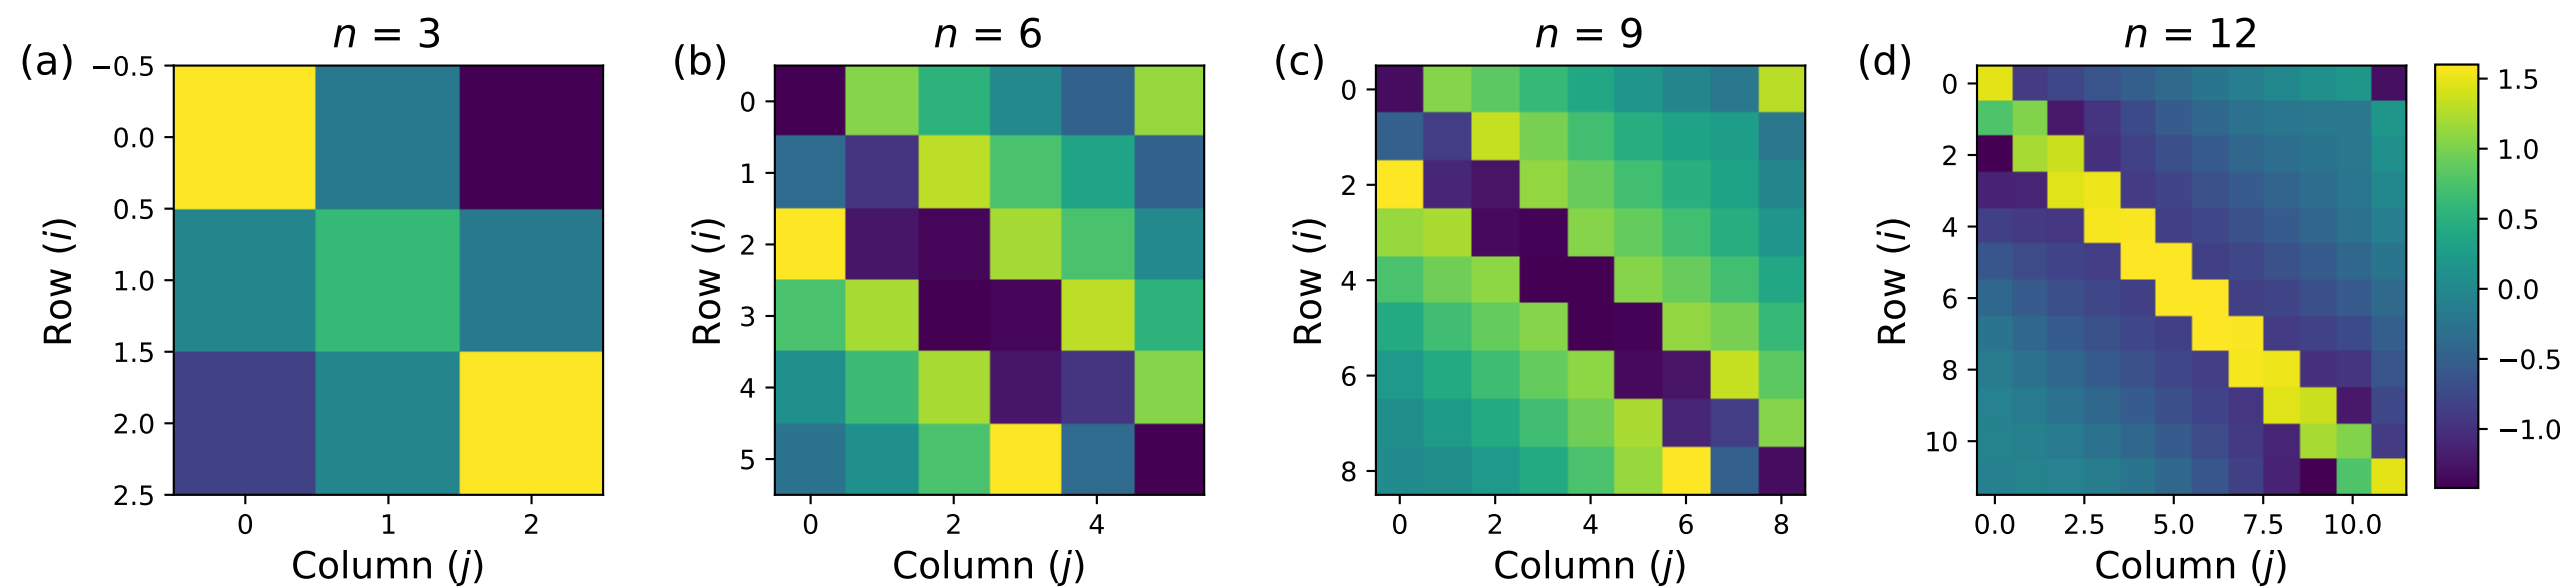 (a)
n = 3
−0.5
0.0
0.5
1.0
1.5
2.0
2.5
Row (i)
0 1 2
Column (j)
(b)
n = 6
0
1
2
3
4
5
Row (i)
0 2 4
Column (j)
(c)
n = 9
0
2
4
6
8
Row (i)
0 2 4 6 8
Column (j)
(d)
n = 12
0
2
4
6
8
10
Row (i)
0.0 2.5 5.0 7.5 10.0
Column (j)
1.5
1.0
0.5
0.0
−0.5
−1.0